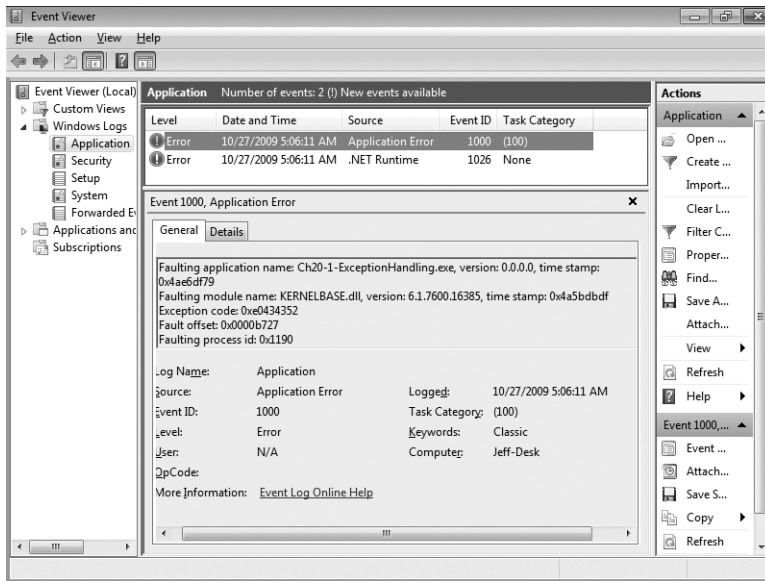 Event Viewer
File Action View Help
Event Viewer (Local)
Custom Views
Windows Logs
Application
Security
Setup
System
Forwarded Ev
Applications and
Subscriptions
Application Number of events: 2 (!) New events available
Level Date and Time Source Event ID Task Category
Error 10/27/2009 5:06:11 AM Application Error 1000 (100)
Error 10/27/2009 5:06:11 AM .NET Runtime 1026 None
Event 1000, Application Error
General Details
Faulting application name: Ch20-1-ExceptionHandling.exe, version: 0.0.0.0, time stamp:
0x4ae6df79
Faulting module name: KERNELBASE.dll, version: 6.1.7600.16385, time stamp: 0x4a5bdbdf
Exception code: 0xe0434352
Fault offset: 0x0000b727
Faulting process id: 0x1190
Log Name: Application
Source: Application Error Logged: 10/27/2009 5:06:11 AM
Event ID: 1000 Task Category: (100)
Level: Error Keywords: Classic
User: N/A Computer: Jeff-Desk
OpCode:
More Information: Event Log Online Help
Actions
Application
Open ...
Create ...
Import...
Clear L...
Filter C...
Proper...
Find...
Save A...
Attach...
View
Refresh
Help
Event 1000,...
Event ...
Attach...
Save S...
Copy
Refresh